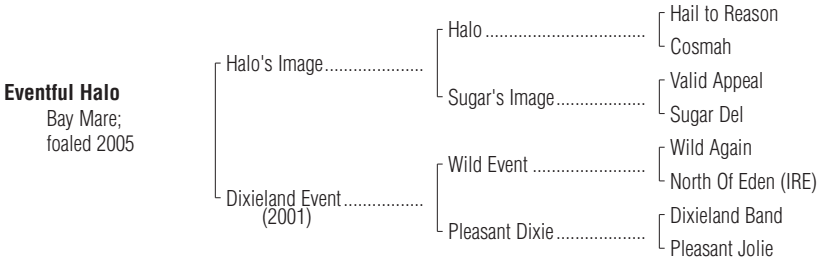 Hail to Reason
Halo
Cosmah
Halo's Image
Valid Appeal
Sugar's Image
Sugar Del
Eventful Halo
Bay Mare;
foaled 2005
Wild Again
Wild Event
North Of Eden (IRE)
Dixieland Event
(2001)
Dixieland Band
Pleasant Dixie
Pleasant Jolie